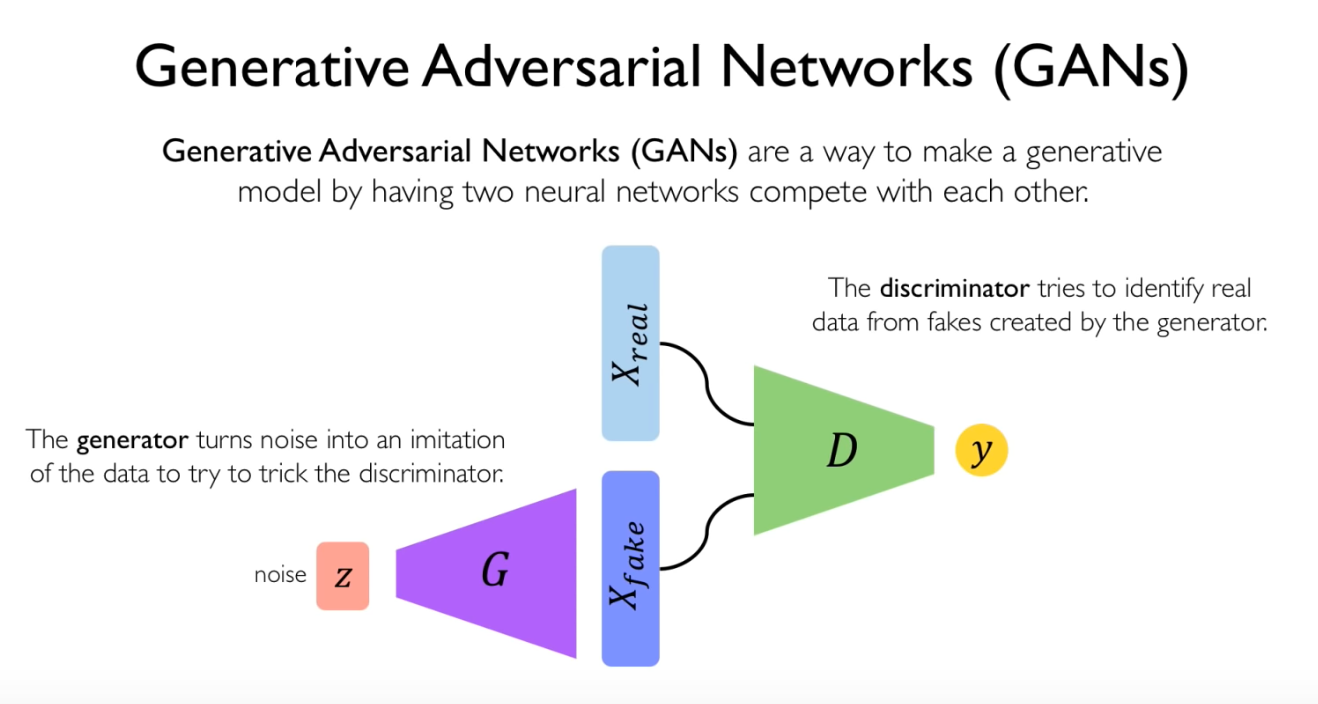 Generative Adversarial Networks (GANs)
Generative Adversarial Networks (GANs) are a way to make a generative
model by having two neural networks compete with each other.
X_real
The discriminator tries to identify real
data from fakes created by the generator.
D
y
The generator turns noise into an imitation
of the data to try to trick the discriminator.
noise
z
G
X_fake